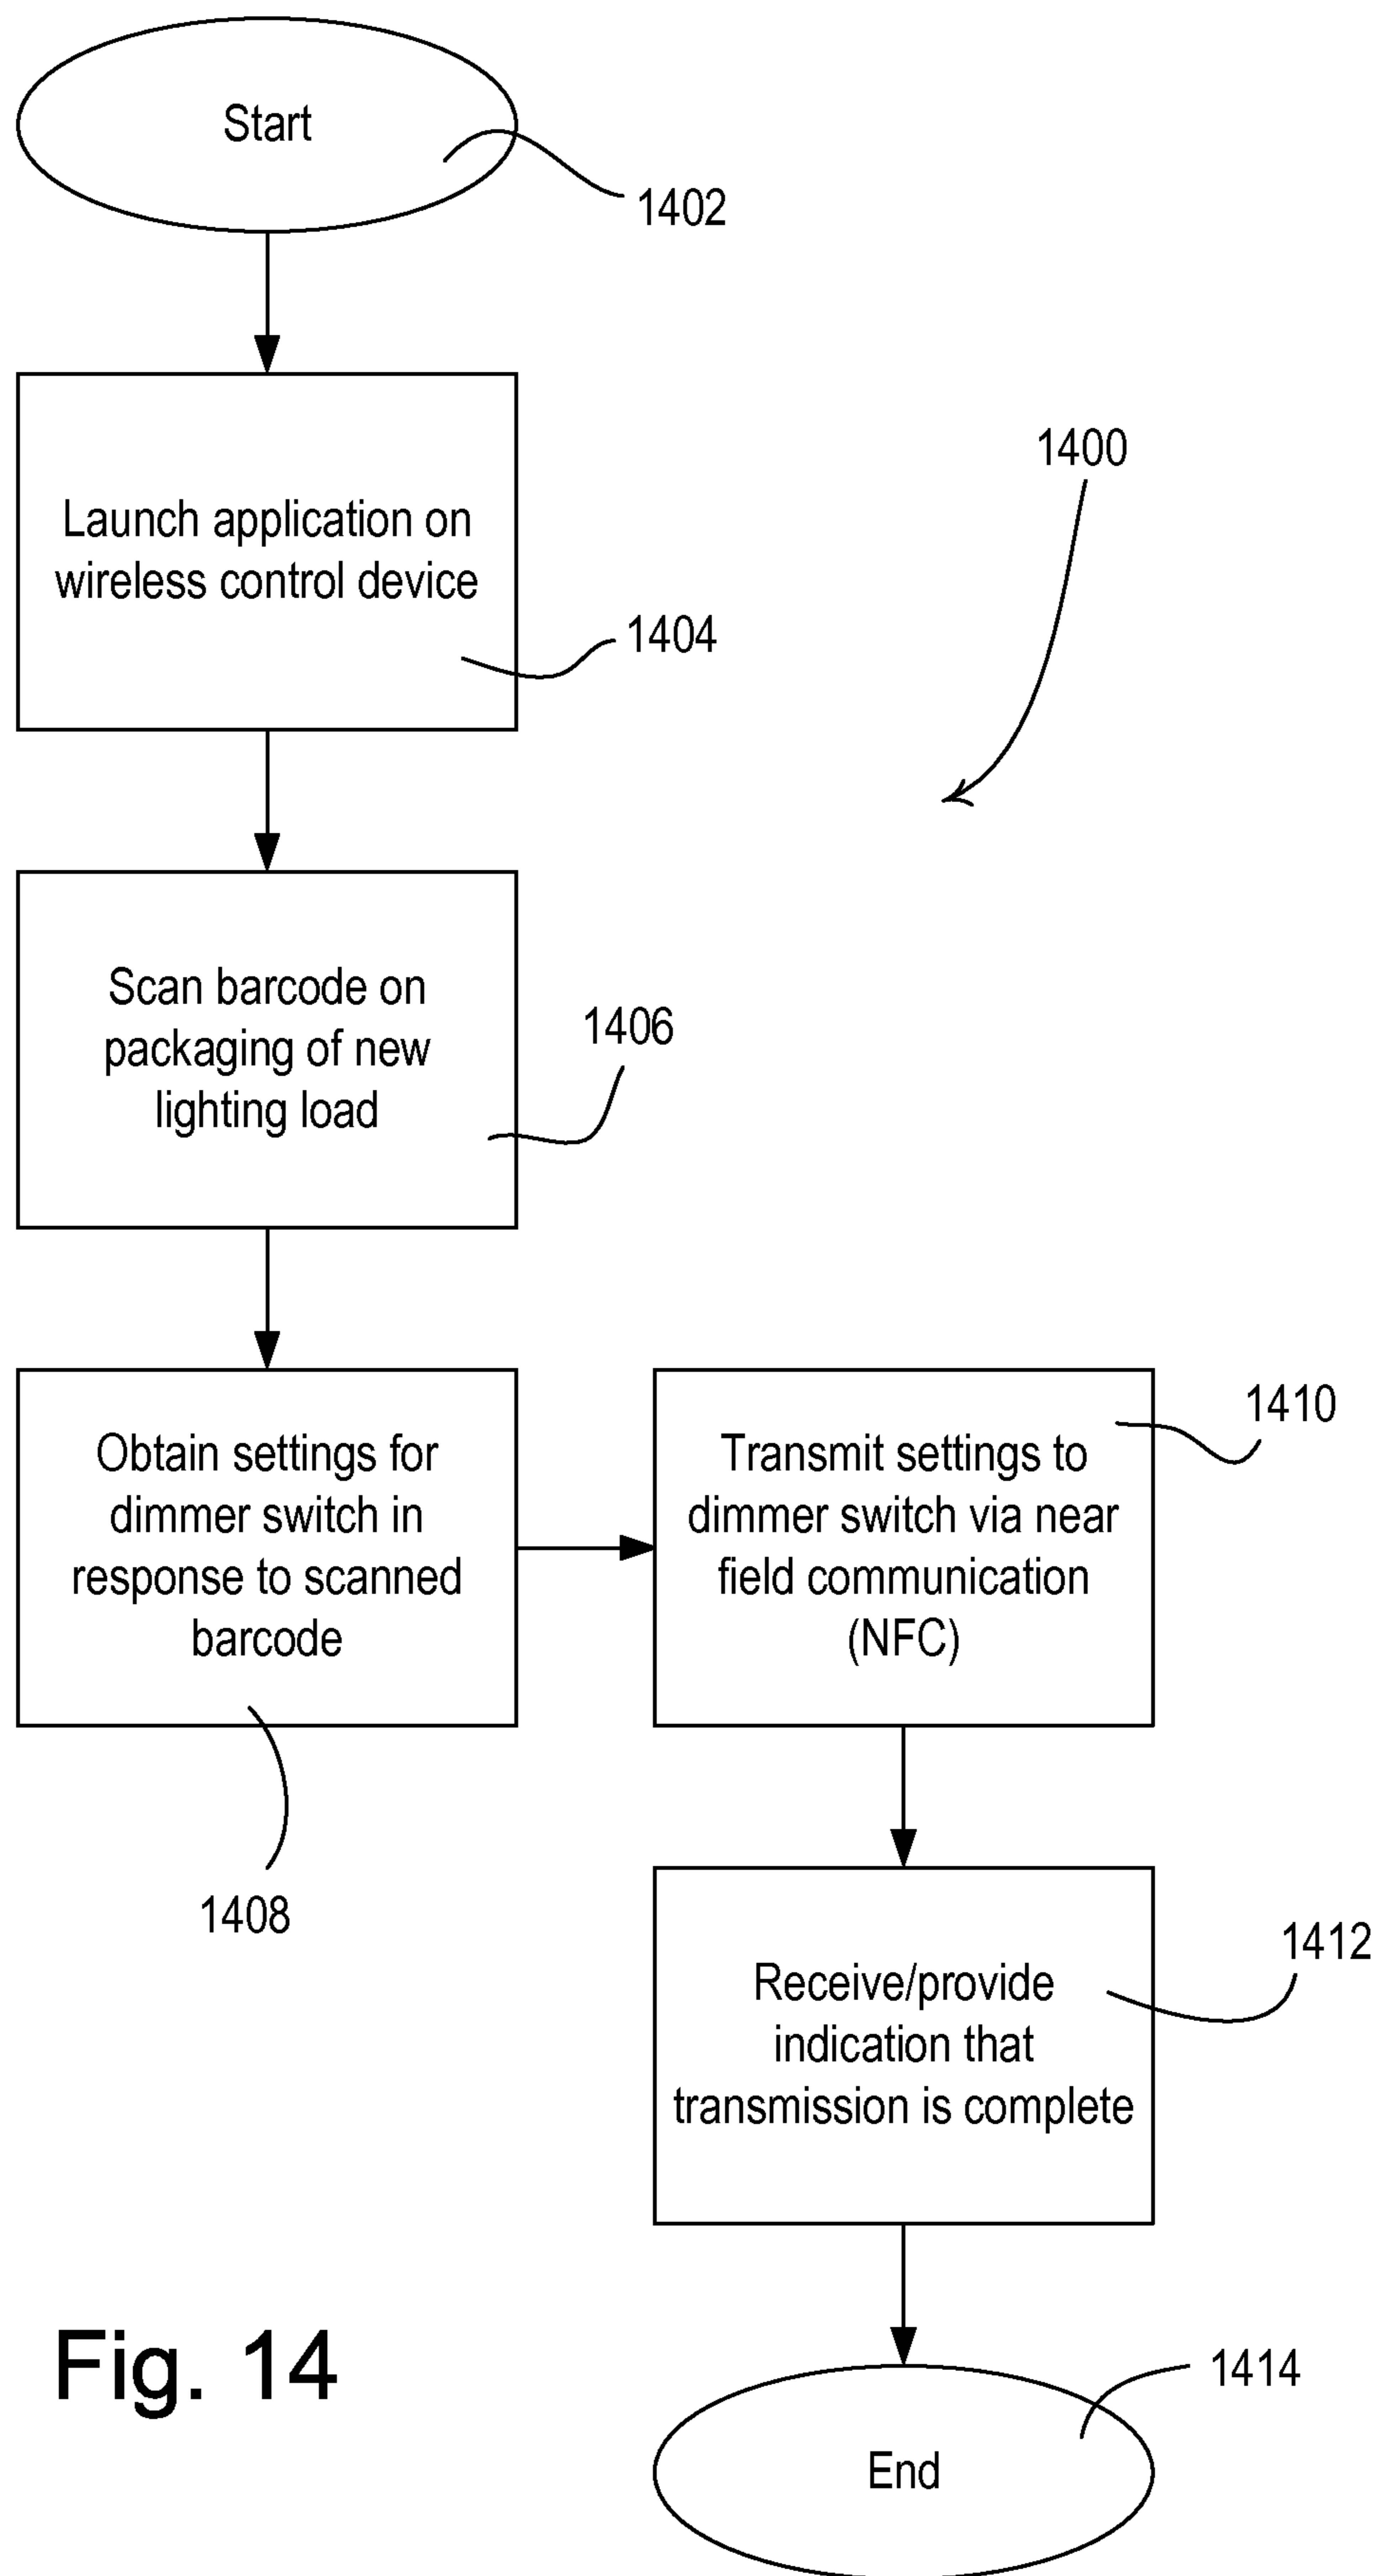 Start
1402
Launch application on
wireless control device
1404
1400
Scan barcode on
packaging of new
lighting load
1406
Obtain settings for
dimmer switch in
response to scanned
barcode
1408
Transmit settings to
dimmer switch via near
field communication
(NFC)
1410
Receive/provide
indication that
transmission is complete
1412
End
1414
Fig. 14